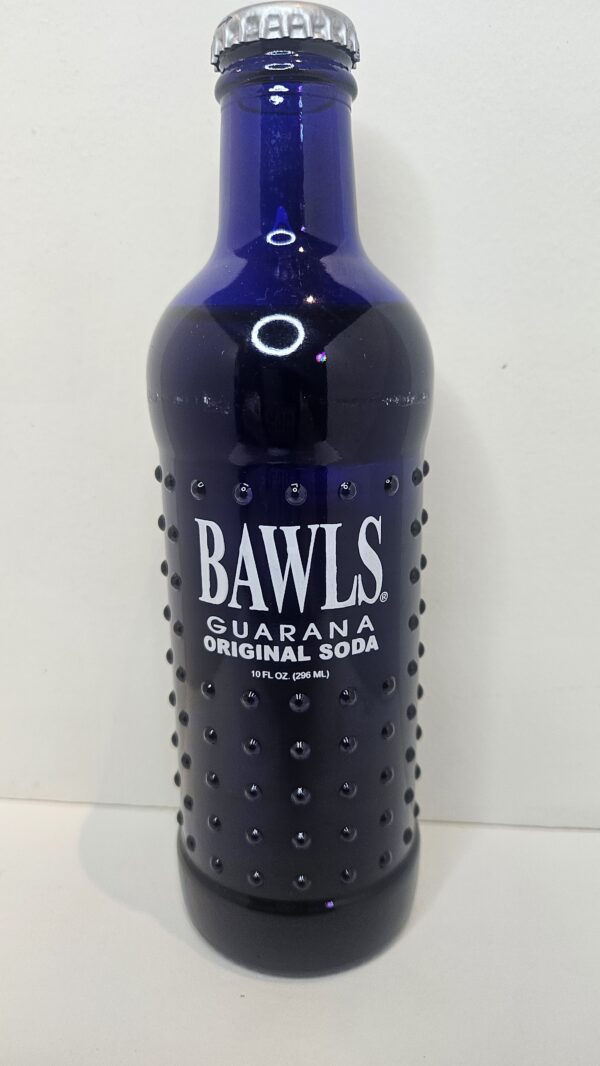 BAWLS®
GUARANA
ORIGINAL SODA
10 FL OZ. (296 ML)